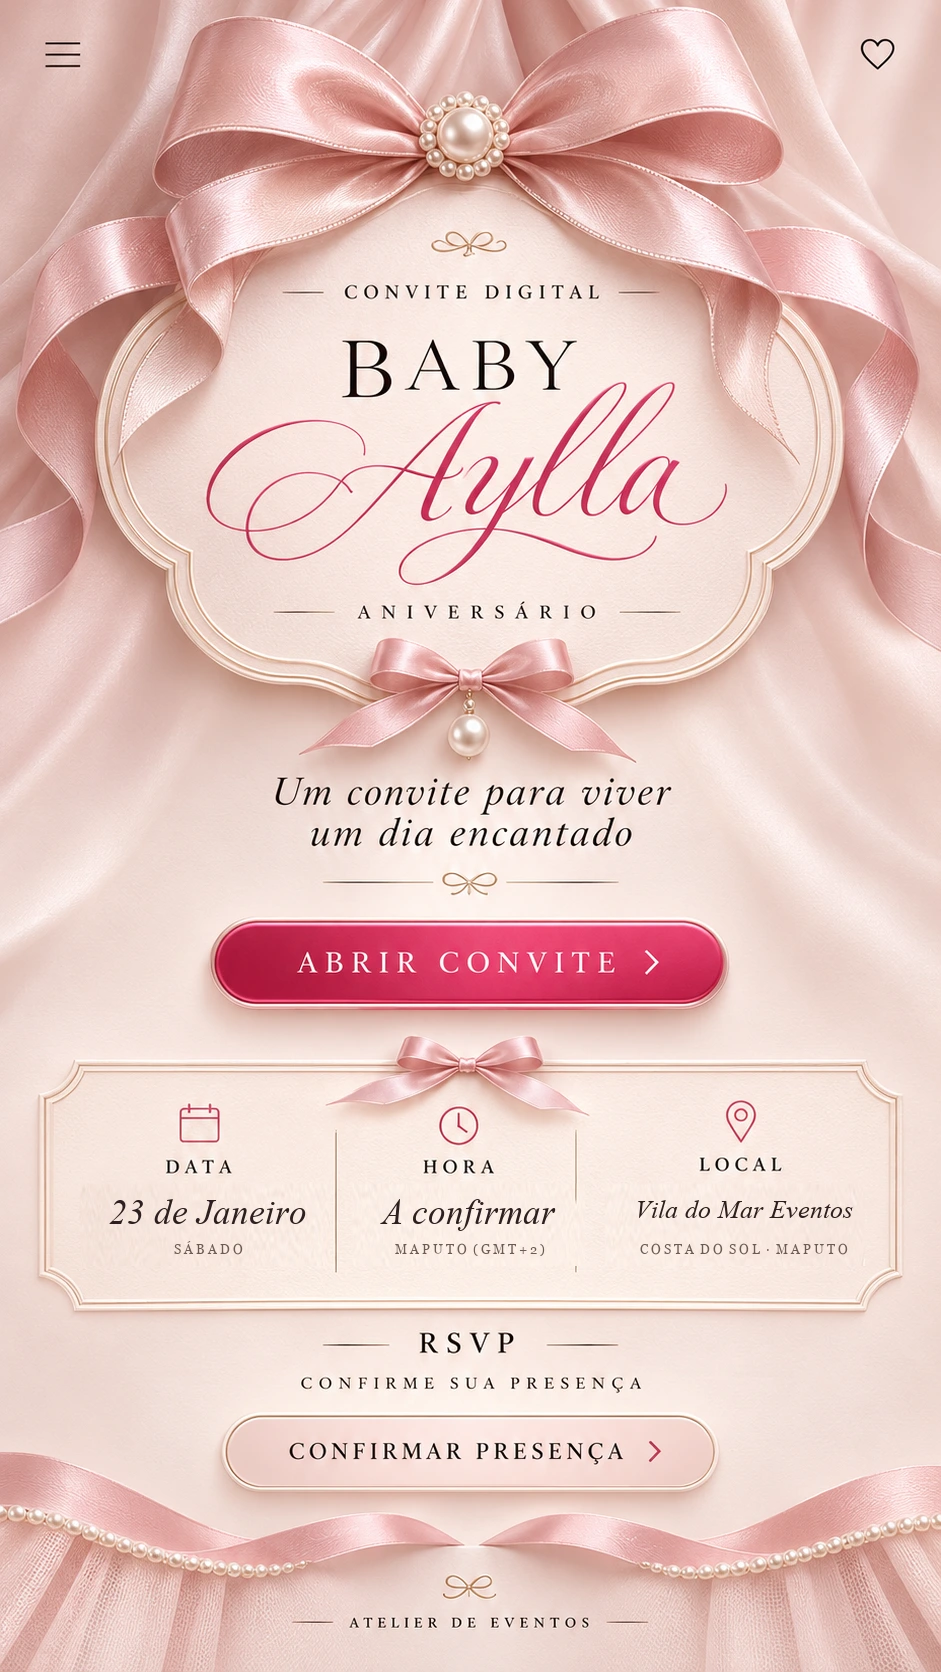 CONVITE DIGITAL
BABY
Aylla
ANIVERSÁRIO
Um convite para viver
um dia encantado
ABRIR CONVITE
DATA
23 de Janeiro
SÁBADO
HORA
A confirmar
MAPUTO (GMT+2)
LOCAL
Vila do Mar Eventos
COSTA DO SOL · MAPUTO
RSVP
CONFIRME SUA PRESENÇA
CONFIRMAR PRESENÇA
ATELIER DE EVENTOS